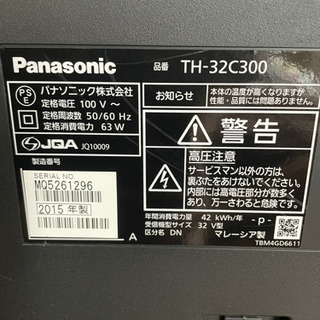 Panasonic
品番 TH-32C300
パナソニック株式会社
定格電圧 100 V ～
定格周波数 50/60 Hz
定格消費電力 63 W
PS
E
JQA JQ10009
製造番号
SERIAL NO
MQ5261296
2015 年製
A
お知らせ
本体の温度が高くなりますが、
性能・品質には問題ありません。
警告
高圧注意
サービスマン以外の方は、
裏ぶたをあけないでください。
内部には高電圧部分が数多く
あり、万一さわると危険です。
年間消費電力量 42 kWh/年 -p-
受信機型サイズ 32 V型
区分名 DN マレーシア製
TBM4GD6611